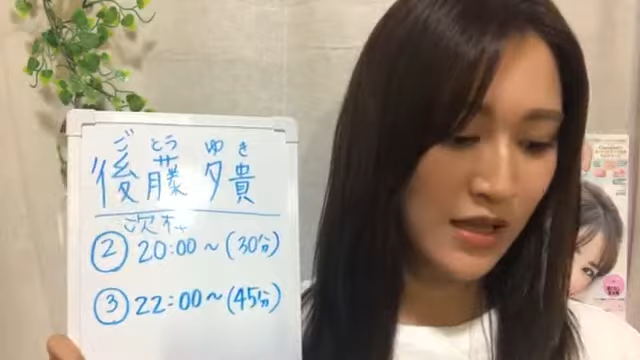 ごとう ゆき
後藤 夕貴
次わ
② 20:00～(30分)
③ 22:00～(45分)